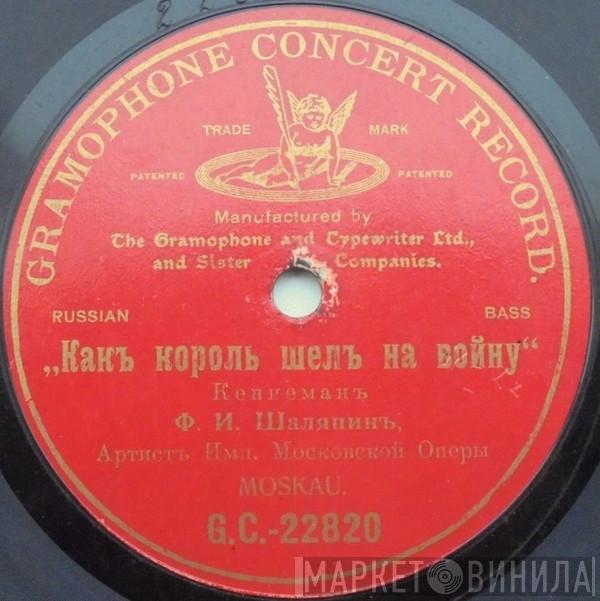 GRAMOPHONE CONCERT RECORD.
TRADE MARK
PATENTED PATENTED
Manufactured by
The Gramophone and Typewriter Ltd.,
and Sister Companies.
RUSSIAN BASS
„Какъ король шелъ на войну“
Кеннеманъ
Ф. И. Шаляпинъ,
Артистъ Имп. Московской Оперы
MOSKAU.
G.C.-22820
МАРКЕТ ВИНИЛА